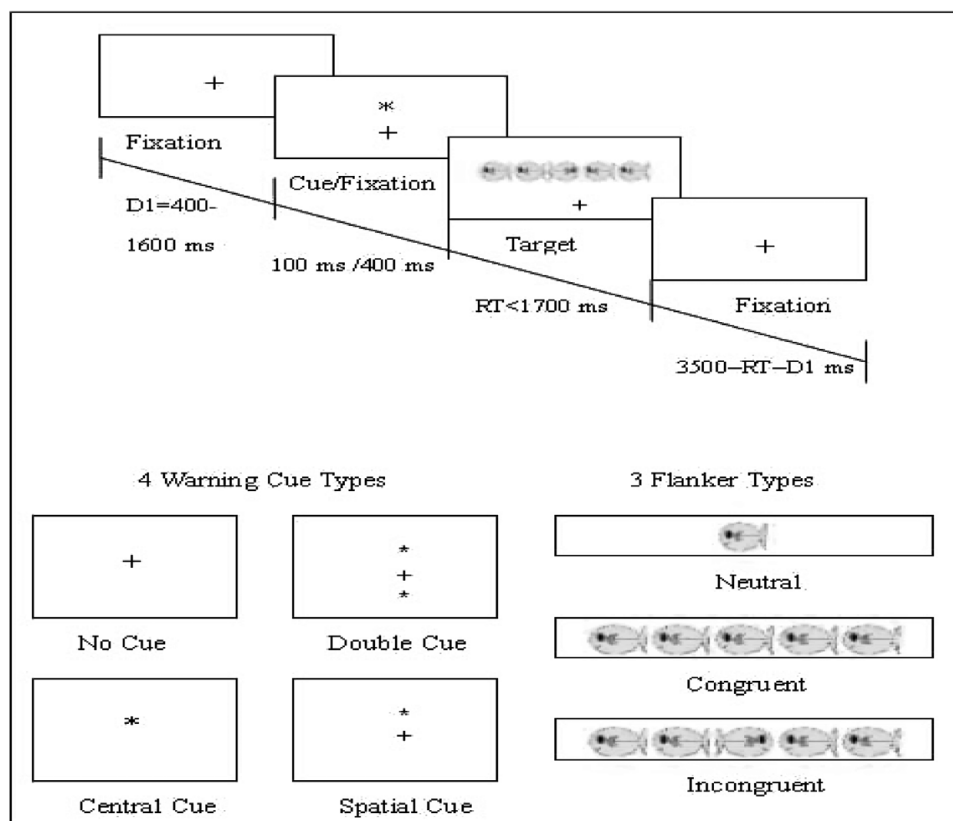 +
*
+
Fixation
Cue/Fixation
+
D1=400-
1600 ms
+
Target
100 ms /400 ms
RT<1700 ms
Fixation
3500–RT–D1 ms
4 Warning Cue Types
3 Flanker Types
+
*
+
*
Neutral
No Cue
Double Cue
Congruent
*
*
+
Incongruent
Central Cue
Spatial Cue